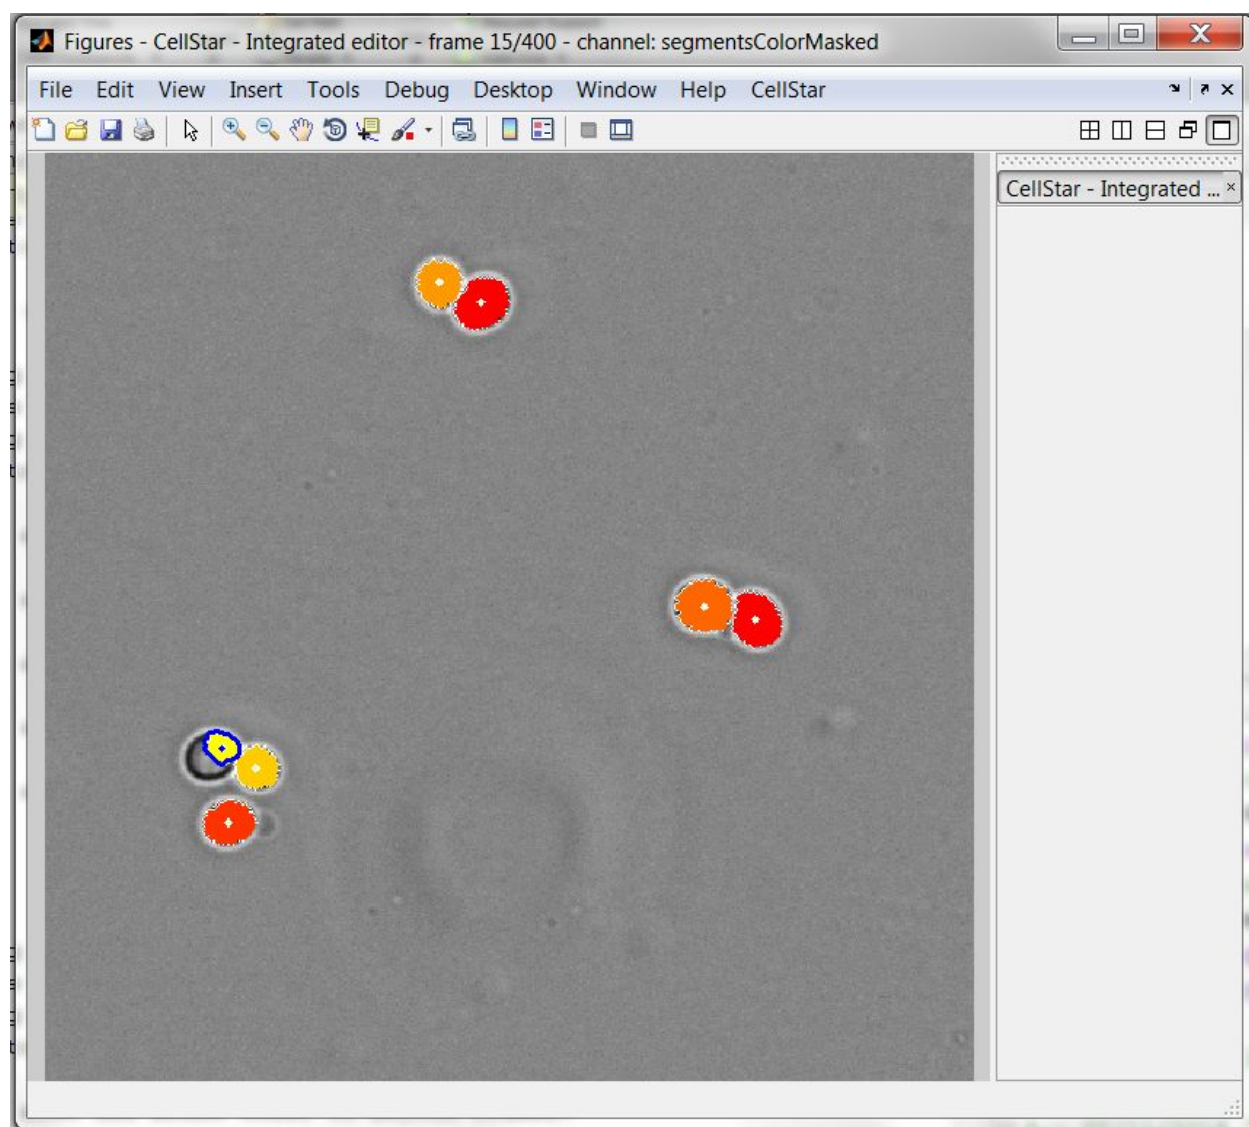 Figures - CellStar - Integrated editor - frame 15/400 - channel: segmentsColorMasked
File Edit View Insert Tools Debug Desktop Window Help CellStar
CellStar - Integrated ...